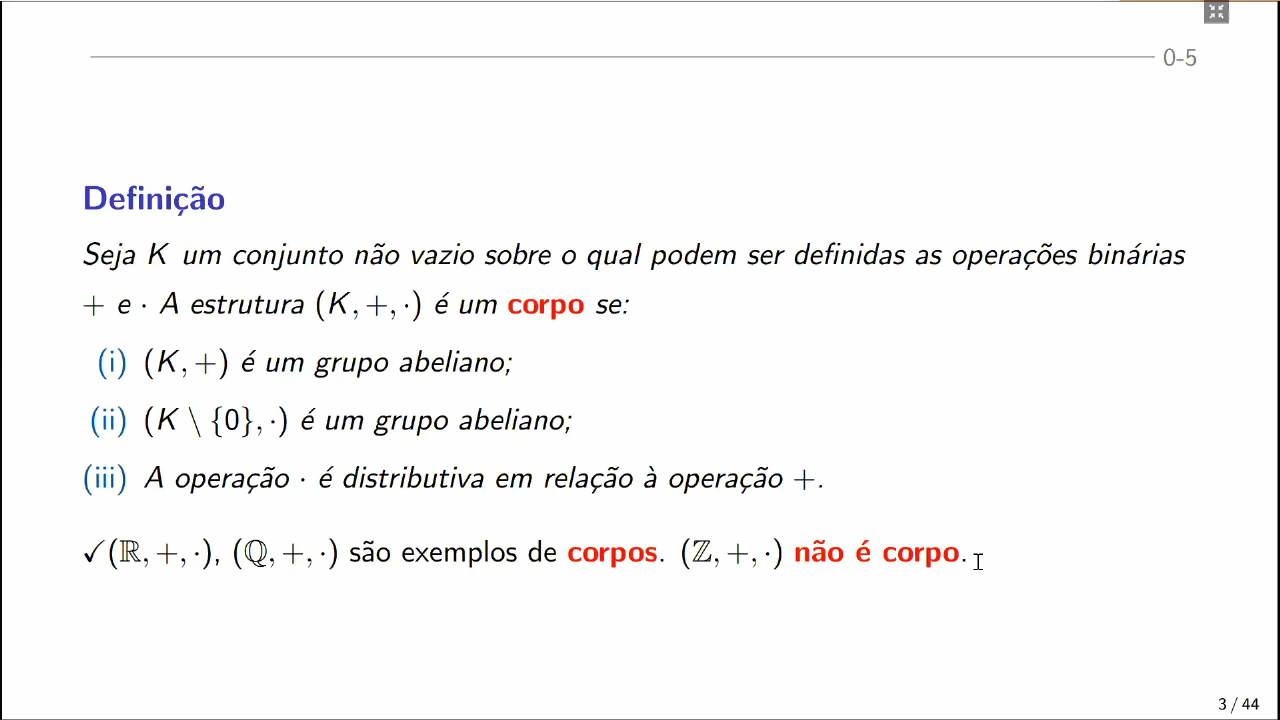 0-5
Definição
Seja K um conjunto não vazio sobre o qual podem ser definidas as operações binárias
+ e · A estrutura (K, +, ·) é um corpo se:
(i) (K, +) é um grupo abeliano;
(ii) (K \ {0}, ·) é um grupo abeliano;
(iii) A operação · é distributiva em relação à operação +.
✓(ℝ, +, ·), (ℚ, +, ·) são exemplos de corpos. (ℤ, +, ·) não é corpo.
3 / 44